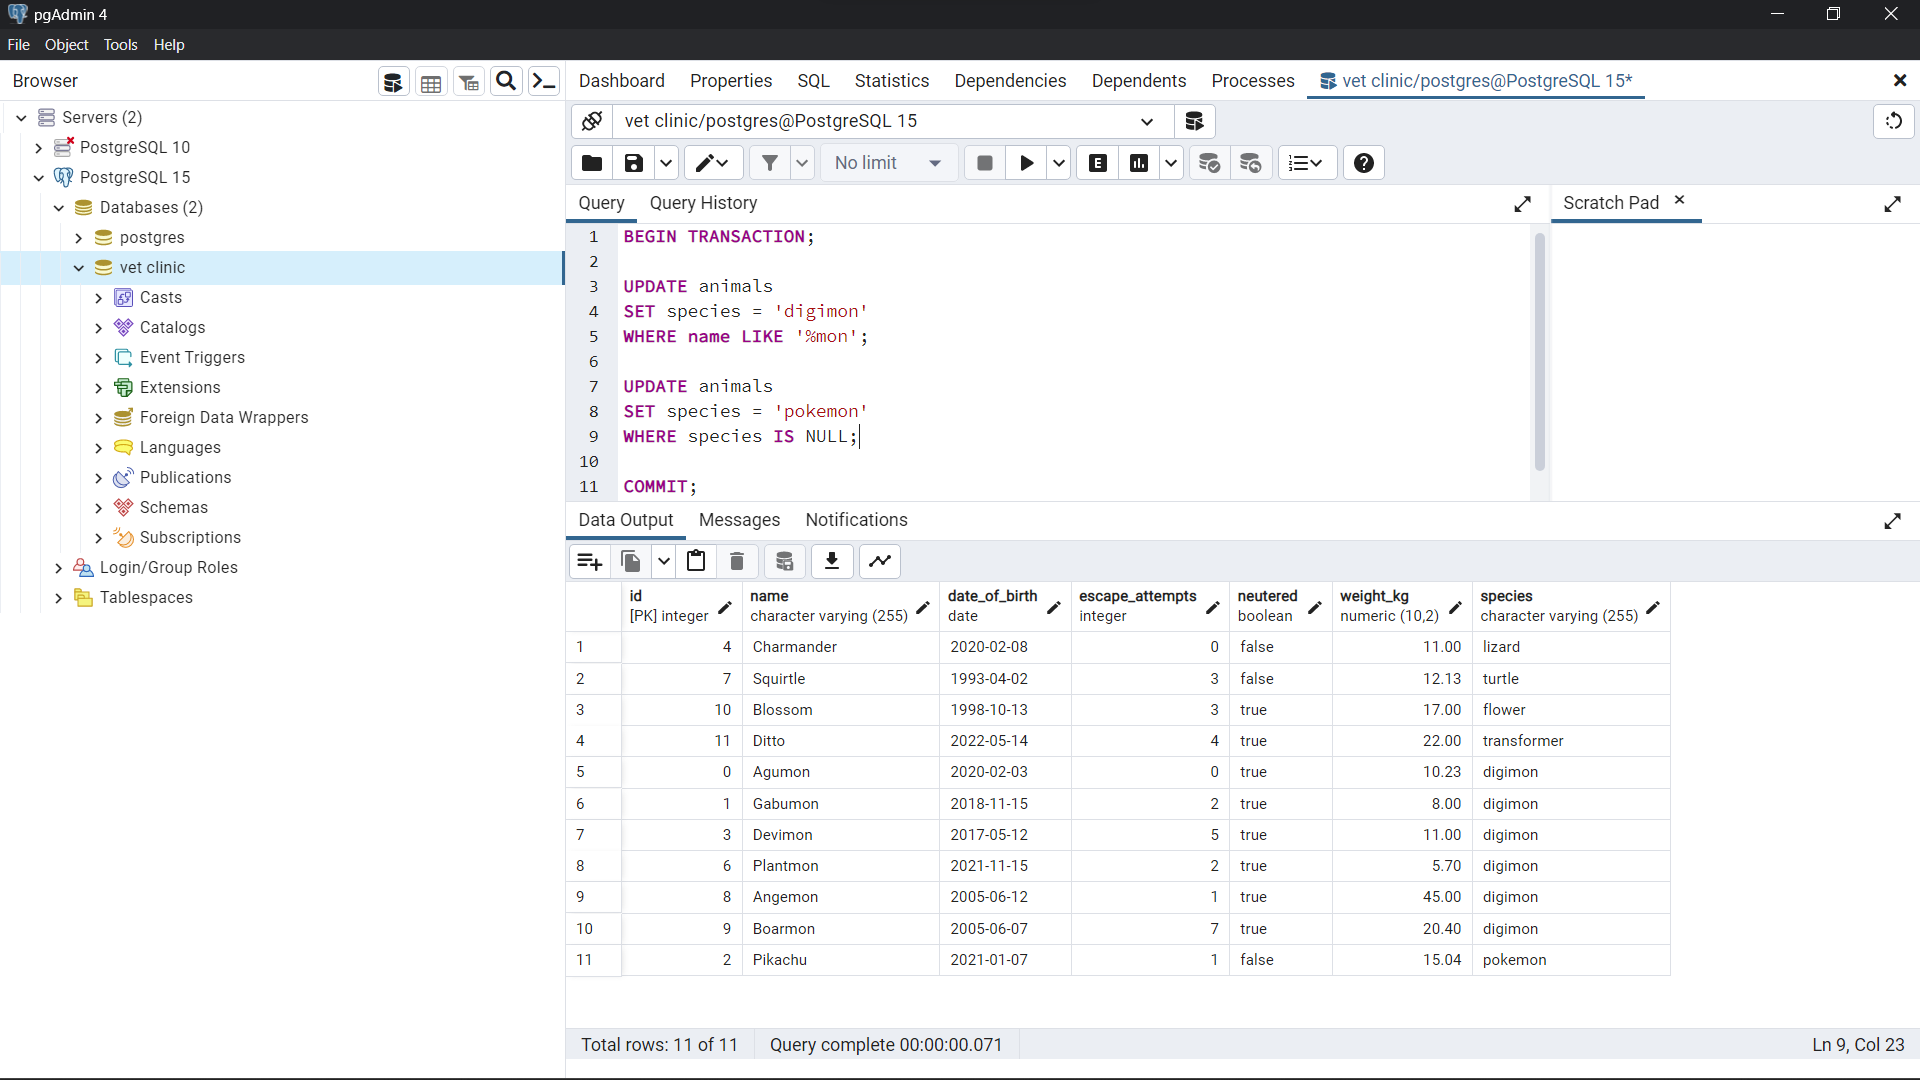 pgAdmin 4
File Object Tools Help
Browser
Dashboard Properties SQL Statistics Dependencies Dependents Processes vet clinic/postgres@PostgreSQL 15*
Servers (2)
PostgreSQL 10
PostgreSQL 15
Databases (2)
postgres
vet clinic
Casts
Catalogs
Event Triggers
Extensions
Foreign Data Wrappers
Languages
Publications
Schemas
Subscriptions
Login/Group Roles
Tablespaces
vet clinic/postgres@PostgreSQL 15
No limit
E
Query Query History
Scratch Pad
1 BEGIN TRANSACTION;
2
3 UPDATE animals
4 SET species = 'digimon'
5 WHERE name LIKE '%mon';
6
7 UPDATE animals
8 SET species = 'pokemon'
9 WHERE species IS NULL;
10
11 COMMIT;
Data Output Messages Notifications
id name date_of_birth escape_attempts neutered weight_kg species
[PK] integer character varying (255) date integer boolean numeric (10,2) character varying (255)
1 4 Charmander 2020-02-08 0 false 11.00 lizard
2 7 Squirtle 1993-04-02 3 false 12.13 turtle
3 10 Blossom 1998-10-13 3 true 17.00 flower
4 11 Ditto 2022-05-14 4 true 22.00 transformer
5 0 Agumon 2020-02-03 0 true 10.23 digimon
6 1 Gabumon 2018-11-15 2 true 8.00 digimon
7 3 Devimon 2017-05-12 5 true 11.00 digimon
8 6 Plantmon 2021-11-15 2 true 5.70 digimon
9 8 Angemon 2005-06-12 1 true 45.00 digimon
10 9 Boarmon 2005-06-07 7 true 20.40 digimon
11 2 Pikachu 2021-01-07 1 false 15.04 pokemon
Total rows: 11 of 11 Query complete 00:00:00.071 Ln 9, Col 23